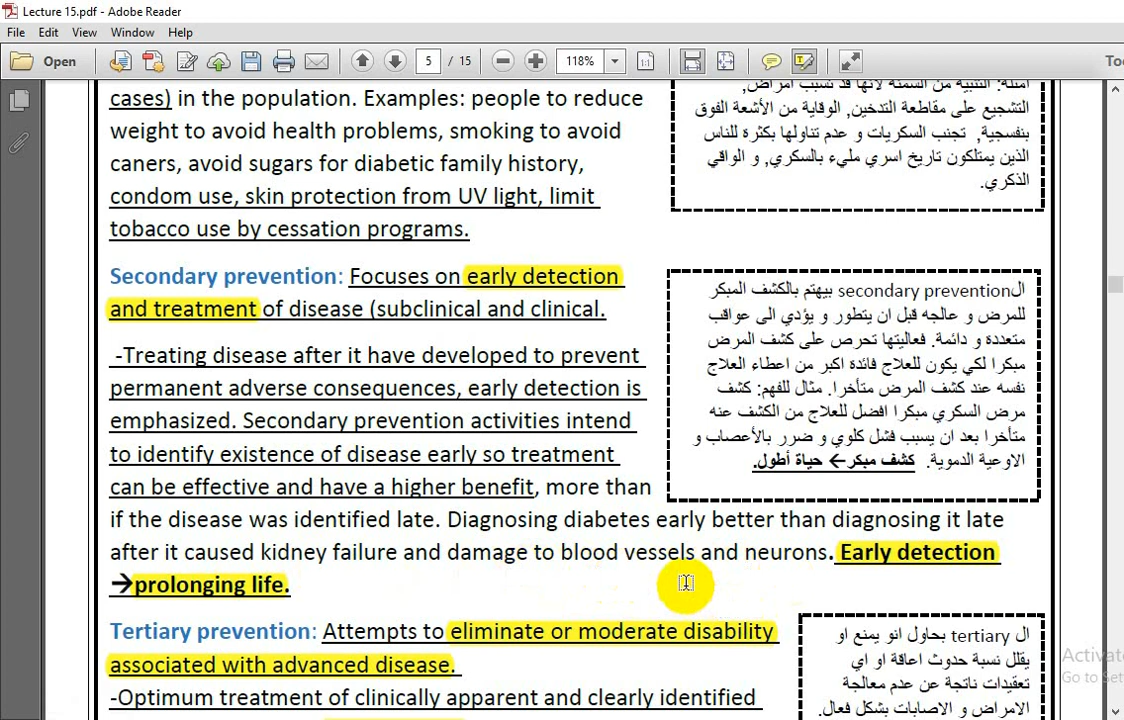 Lecture 15.pdf - Adobe Reader
File Edit View Window Help
Open 5 / 15 118%
cases) in the population. Examples: people to reduce
weight to avoid health problems, smoking to avoid
caners, avoid sugars for diabetic family history,
condom use, skin protection from UV light, limit
tobacco use by cessation programs.
امثلة: التنبية من السمنة لأنها قد تسبب امراض,
التشجيع على مقاطعة التدخين, الوقاية من الأشعة الفوق
بنفسجية, تجنب السكريات و عدم تناولها بكثرة للناس
الذين يمتلكون تاريخ اسري مليء بالسكري, و الواقي
الذكري.
Secondary prevention: Focuses on early detection
and treatment of disease (subclinical and clinical.
-Treating disease after it have developed to prevent
permanent adverse consequences, early detection is
emphasized. Secondary prevention activities intend
to identify existence of disease early so treatment
can be effective and have a higher benefit, more than
if the disease was identified late. Diagnosing diabetes early better than diagnosing it late
after it caused kidney failure and damage to blood vessels and neurons. Early detection
→prolonging life.
الsecondary prevention بيهتم بالكشف المبكر
للمرض و عالجه قبل ان يتطور و يؤدي الى عواقب
متعددة و دائمة. فعاليتها تحرص على كشف المرض
مبكرا لكي يكون للعلاج فائدة اكبر من اعطاء العلاج
نفسه عند كشف المرض متأخرا. مثال للفهم: كشف
مرض السكري مبكرا افضل للعلاج من الكشف عنه
متأخرا بعد ان يسبب فشل كلوي و ضرر بالأعصاب و
الاوعية الدموية. كشف مبكر← حياة أطول.
Tertiary prevention: Attempts to eliminate or moderate disability
associated with advanced disease.
-Optimum treatment of clinically apparent and clearly identified
ال tertiary بحاول انو يمنع او
يقلل نسبة حدوث اعاقة او اي
تعقيدات ناتجة عن عدم معالجة
الامراض و الاصابات بشكل فعال.